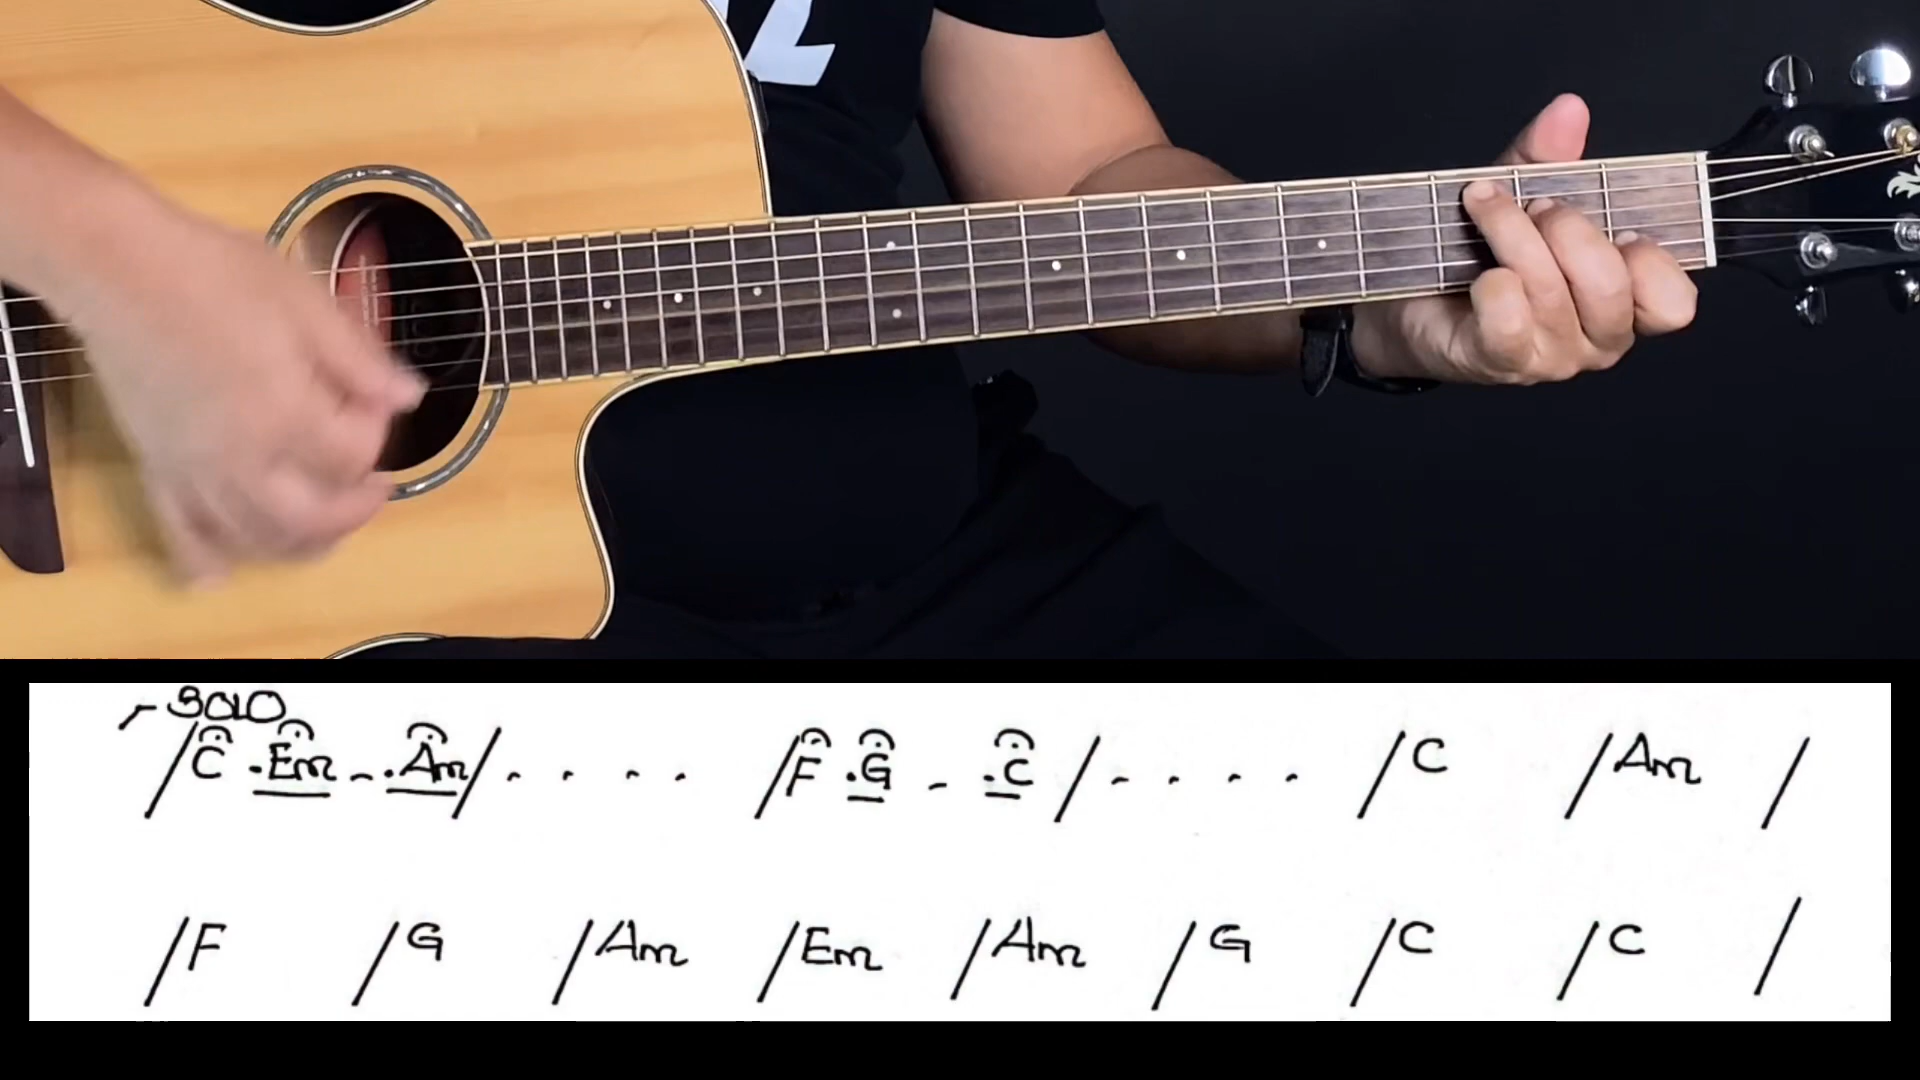 - SOLO
/C .Em - .Am/ . . . . /F .G - .C/ . . . . /C /Am /
/F /G /Am /Em /Am /G /C /C /